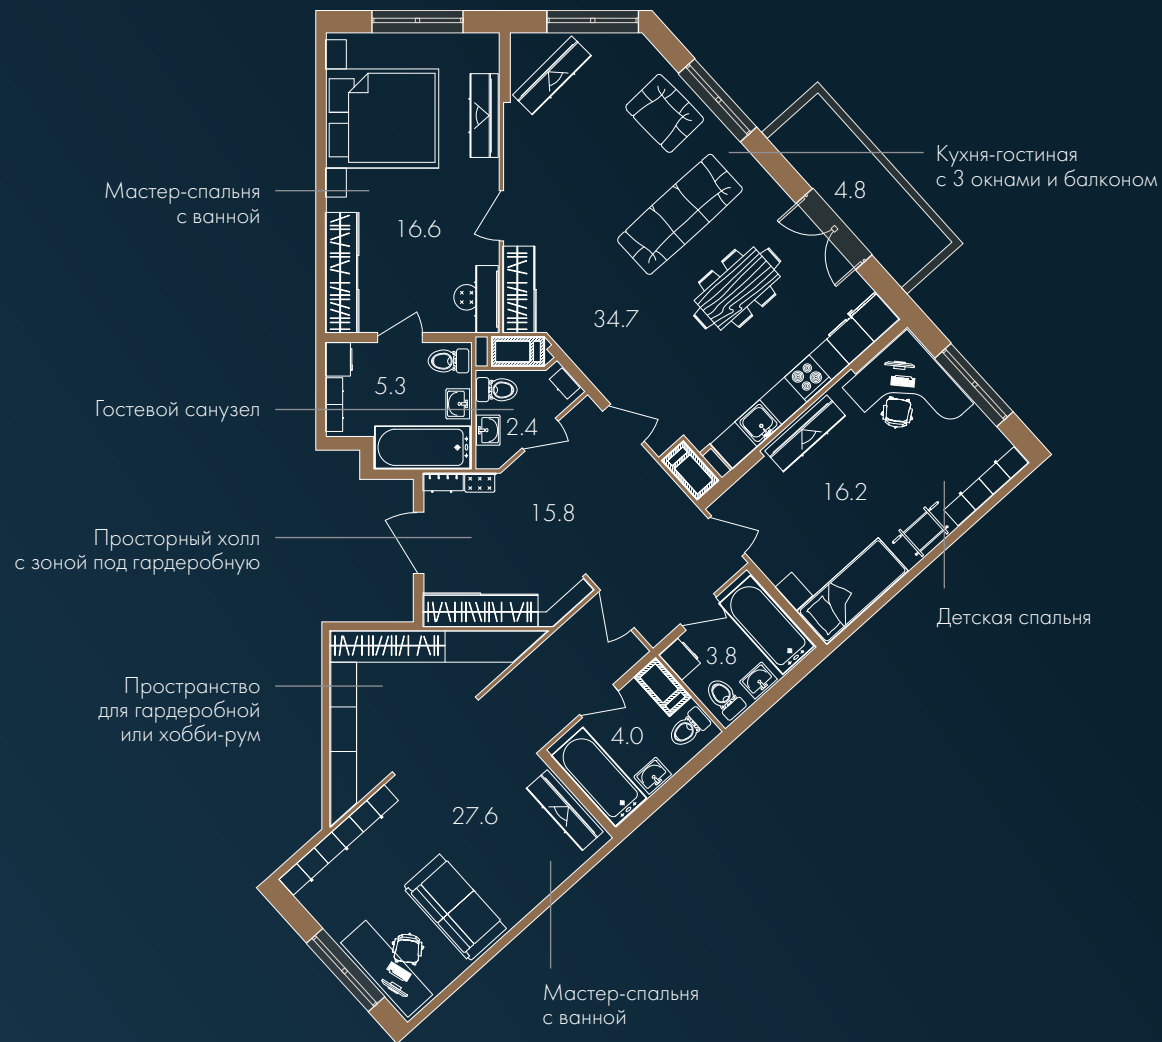 Кухня-гостиная
с 3 окнами и балконом
4.8
Мастер-спальня
с ванной
16.6
34.7
5.3
Гостевой санузел
2.4
16.2
15.8
Просторный холл
с зоной под гардеробную
Детская спальня
3.8
Пространство
для гардеробной
или хобби-рум
4.0
27.6
Мастер-спальня
с ванной